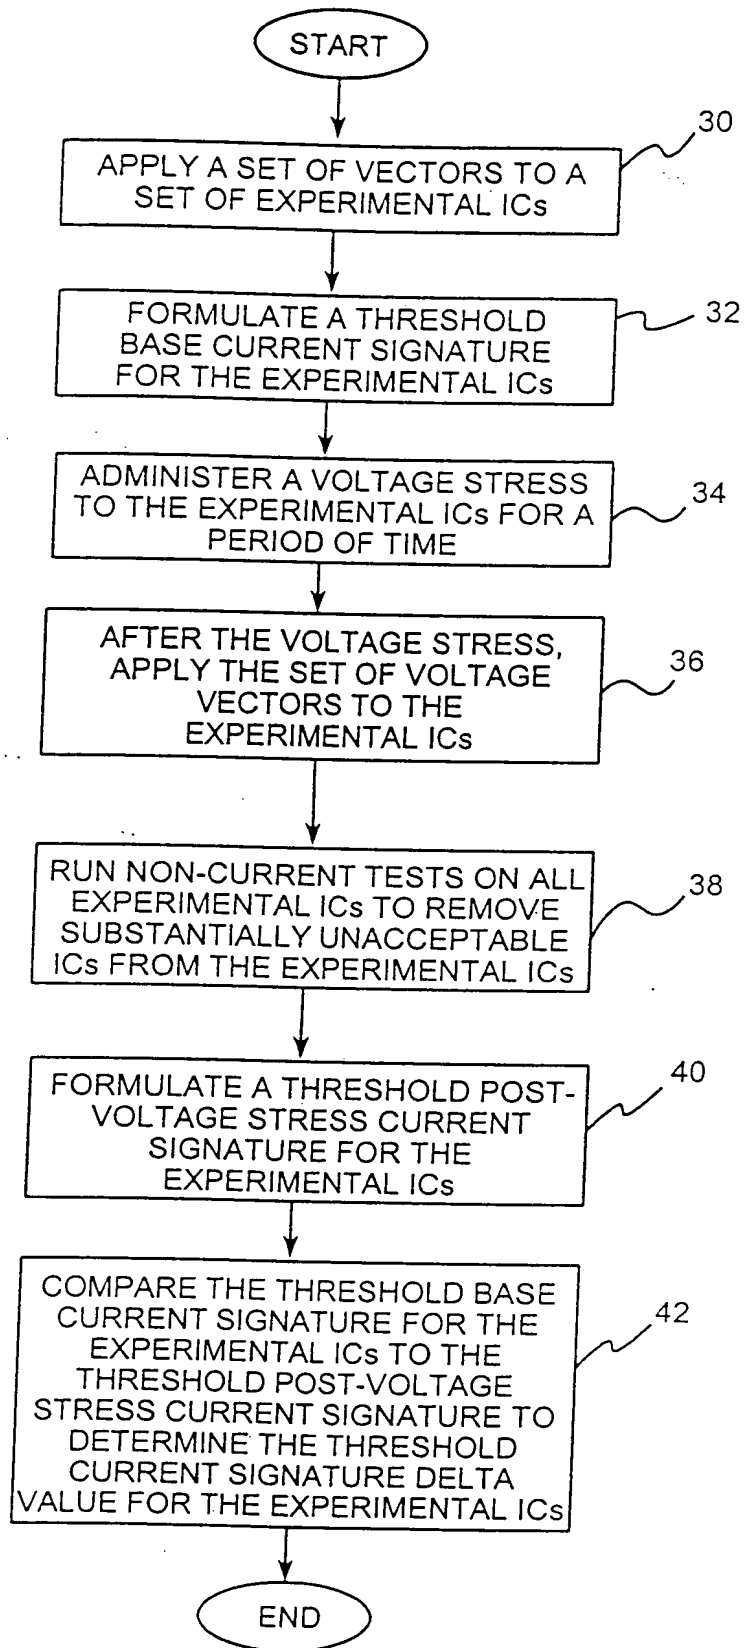 START
30
APPLY A SET OF VECTORS TO A
SET OF EXPERIMENTAL ICs
32
FORMULATE A THRESHOLD
BASE CURRENT SIGNATURE
FOR THE EXPERIMENTAL ICs
ADMINISTER A VOLTAGE STRESS
TO THE EXPERIMENTAL ICs FOR A
PERIOD OF TIME
34
AFTER THE VOLTAGE STRESS,
APPLY THE SET OF VOLTAGE
VECTORS TO THE
EXPERIMENTAL ICs
36
RUN NON-CURRENT TESTS ON ALL
EXPERIMENTAL ICs TO REMOVE
SUBSTANTIALLY UNACCEPTABLE
ICs FROM THE EXPERIMENTAL ICs
38
FORMULATE A THRESHOLD POST-
VOLTAGE STRESS CURRENT
SIGNATURE FOR THE
EXPERIMENTAL ICs
40
COMPARE THE THRESHOLD BASE
CURRENT SIGNATURE FOR THE
EXPERIMENTAL ICs TO THE
THRESHOLD POST-VOLTAGE
STRESS CURRENT SIGNATURE TO
DETERMINE THE THRESHOLD
CURRENT SIGNATURE DELTA
VALUE FOR THE EXPERIMENTAL ICs
42
END